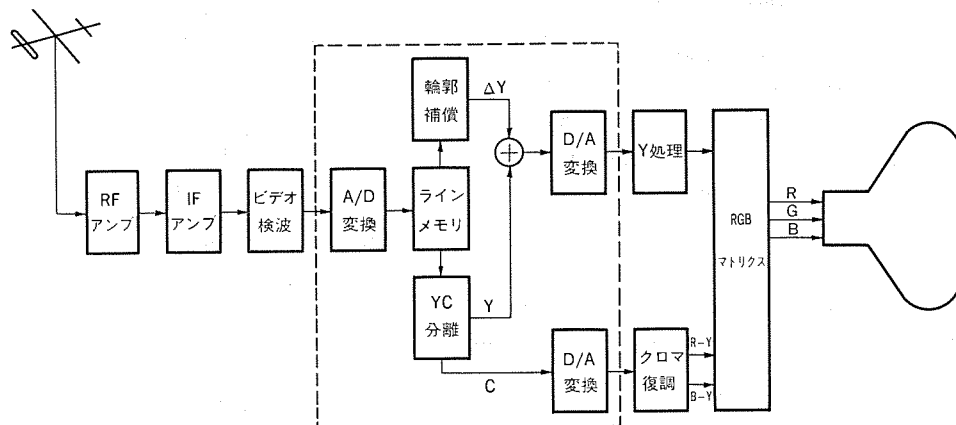 輪郭
補償
ΔY
D/A
変換
Y処理
RF
アンプ
IF
アンプ
ビデオ
検波
A/D
変換
ライン
メモリ
YC
分離
Y
C
D/A
変換
クロマ
復調
R-Y
B-Y
RGB
マトリクス
R
G
B